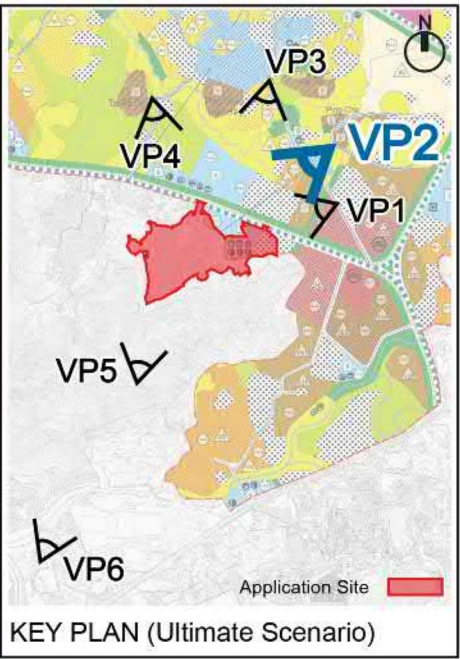 N
VP3
VP2
VP4
VP1
VP5
VP6
Application Site
KEY PLAN (Ultimate Scenario)